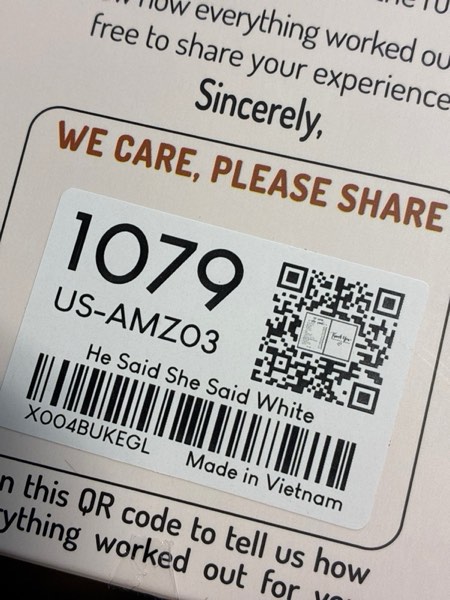 how everything worked ou
free to share your experience
Sincerely,
WE CARE, PLEASE SHARE
1079
US-AMZ03
He Said She Said White
X004BUKEGL
Made in Vietnam
n this QR code to tell us how
ything worked out for